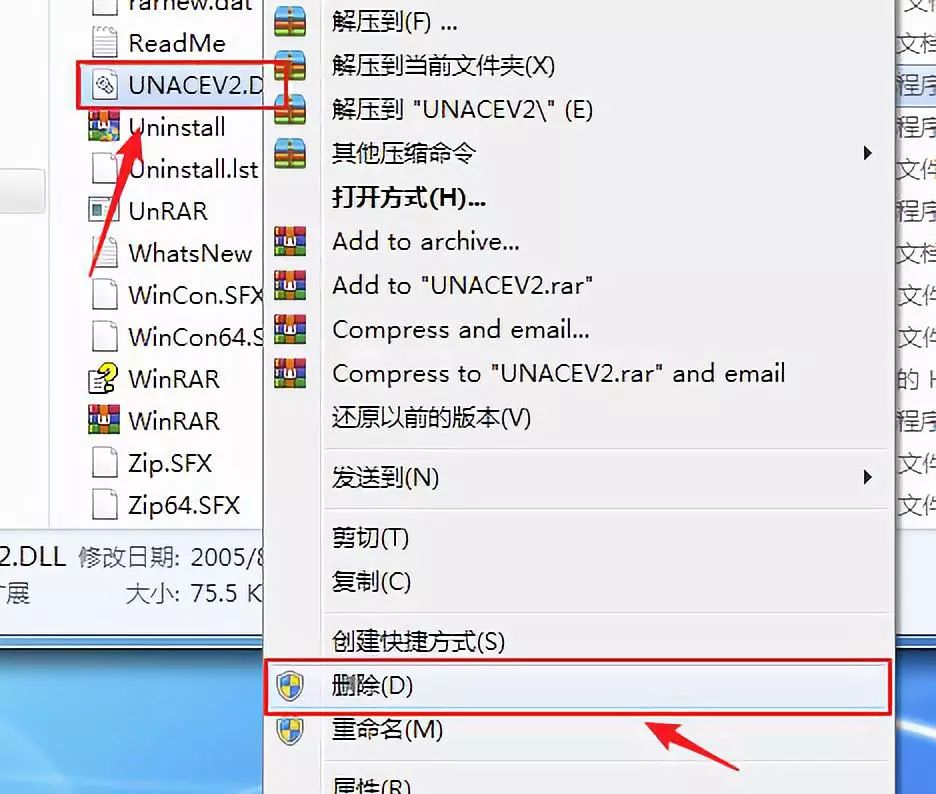 rarnew.dat
ReadMe
UNACEV2.D
Uninstall
Uninstall.lst
UnRAR
WhatsNew
WinCon.SFX
WinCon64.S
WinRAR
WinRAR
Zip.SFX
Zip64.SFX
2.DLL 修改日期: 2005/8
扩展 大小: 75.5 K
解压到(F) ...
解压到当前文件夹(X)
解压到 "UNACEV2\" (E)
其他压缩命令
打开方式(H)...
Add to archive...
Add to "UNACEV2.rar"
Compress and email...
Compress to "UNACEV2.rar" and email
还原以前的版本(V)
发送到(N)
剪切(T)
复制(C)
创建快捷方式(S)
删除(D)
重命名(M)
属性(R)
文档
程序
程序
文件
程序
文档
文件
文件
的 H
程序
文件
文件